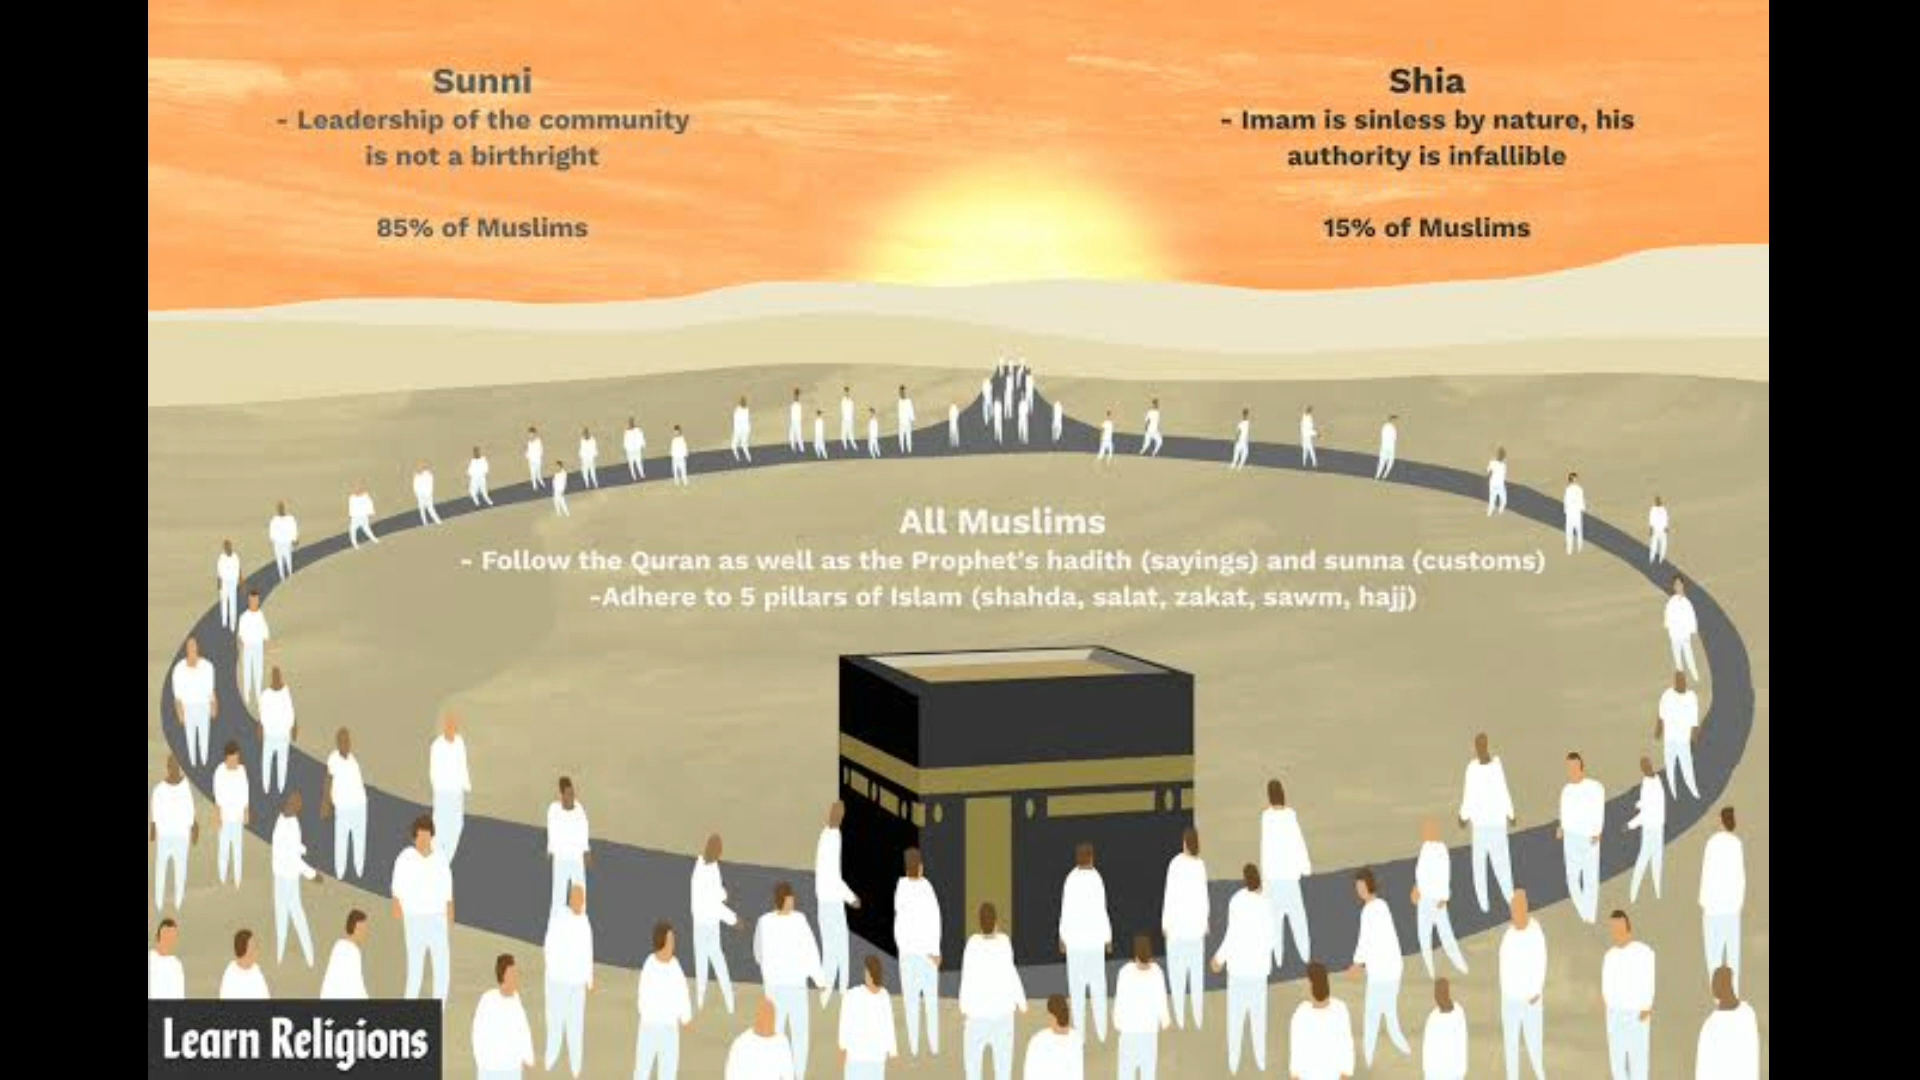 Sunni
- Leadership of the community
is not a birthright
85% of Muslims
Shia
- Imam is sinless by nature, his
authority is infallible
15% of Muslims
All Muslims
- Follow the Quran as well as the Prophet's hadith (sayings) and sunna (customs)
-Adhere to 5 pillars of Islam (shahda, salat, zakat, sawm, hajj)
Learn Religions